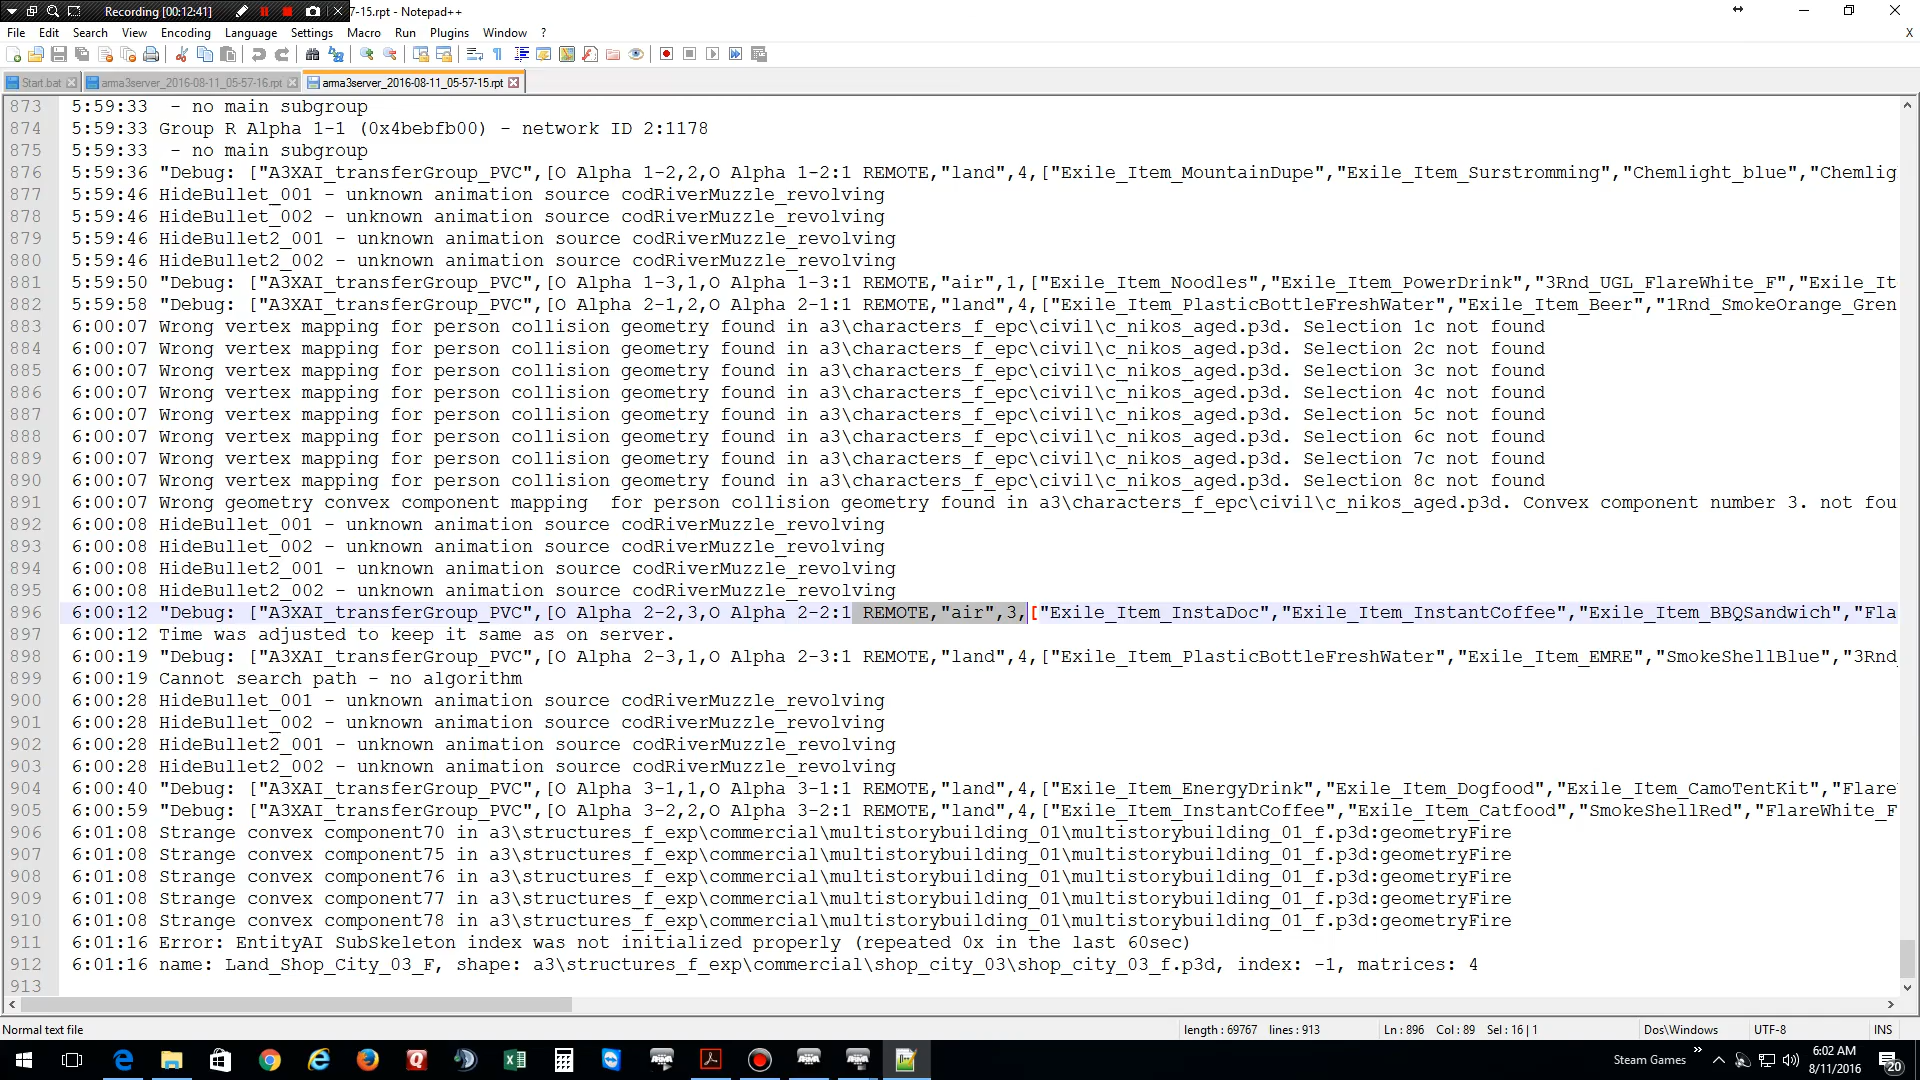 Recording [00:12:41] 7-15.rpt - Notepad++
File Edit Search View Encoding Language Settings Macro Run Plugins Window ? X
Start.bat arma3server_2016-08-11_05-57-16.rpt arma3server_2016-08-11_05-57-15.rpt
873 5:59:33  - no main subgroup
874 5:59:33 Group R Alpha 1-1 (0x4bebfb00) - network ID 2:1178
875 5:59:33  - no main subgroup
876 5:59:36 "Debug: ["A3XAI_transferGroup_PVC",[O Alpha 1-2,2,O Alpha 1-2:1 REMOTE,"land",4,["Exile_Item_MountainDupe","Exile_Item_Surstromming","Chemlight_blue","Chemlig
877 5:59:46 HideBullet_001 - unknown animation source codRiverMuzzle_revolving
878 5:59:46 HideBullet_002 - unknown animation source codRiverMuzzle_revolving
879 5:59:46 HideBullet2_001 - unknown animation source codRiverMuzzle_revolving
880 5:59:46 HideBullet2_002 - unknown animation source codRiverMuzzle_revolving
881 5:59:50 "Debug: ["A3XAI_transferGroup_PVC",[O Alpha 1-3,1,O Alpha 1-3:1 REMOTE,"air",1,["Exile_Item_Noodles","Exile_Item_PowerDrink","3Rnd_UGL_FlareWhite_F","Exile_It
882 5:59:58 "Debug: ["A3XAI_transferGroup_PVC",[O Alpha 2-1,2,O Alpha 2-1:1 REMOTE,"land",4,["Exile_Item_PlasticBottleFreshWater","Exile_Item_Beer","1Rnd_SmokeOrange_Gren
883 6:00:07 Wrong vertex mapping for person collision geometry found in a3\characters_f_epc\civil\c_nikos_aged.p3d. Selection 1c not found
884 6:00:07 Wrong vertex mapping for person collision geometry found in a3\characters_f_epc\civil\c_nikos_aged.p3d. Selection 2c not found
885 6:00:07 Wrong vertex mapping for person collision geometry found in a3\characters_f_epc\civil\c_nikos_aged.p3d. Selection 3c not found
886 6:00:07 Wrong vertex mapping for person collision geometry found in a3\characters_f_epc\civil\c_nikos_aged.p3d. Selection 4c not found
887 6:00:07 Wrong vertex mapping for person collision geometry found in a3\characters_f_epc\civil\c_nikos_aged.p3d. Selection 5c not found
888 6:00:07 Wrong vertex mapping for person collision geometry found in a3\characters_f_epc\civil\c_nikos_aged.p3d. Selection 6c not found
889 6:00:07 Wrong vertex mapping for person collision geometry found in a3\characters_f_epc\civil\c_nikos_aged.p3d. Selection 7c not found
890 6:00:07 Wrong vertex mapping for person collision geometry found in a3\characters_f_epc\civil\c_nikos_aged.p3d. Selection 8c not found
891 6:00:07 Wrong geometry convex component mapping  for person collision geometry found in a3\characters_f_epc\civil\c_nikos_aged.p3d. Convex component number 3. not fou
892 6:00:08 HideBullet_001 - unknown animation source codRiverMuzzle_revolving
893 6:00:08 HideBullet_002 - unknown animation source codRiverMuzzle_revolving
894 6:00:08 HideBullet2_001 - unknown animation source codRiverMuzzle_revolving
895 6:00:08 HideBullet2_002 - unknown animation source codRiverMuzzle_revolving
896 6:00:12 "Debug: ["A3XAI_transferGroup_PVC",[O Alpha 2-2,3,O Alpha 2-2:1 REMOTE,"air",3,["Exile_Item_InstaDoc","Exile_Item_InstantCoffee","Exile_Item_BBQSandwich","Fla
897 6:00:12 Time was adjusted to keep it same as on server.
898 6:00:19 "Debug: ["A3XAI_transferGroup_PVC",[O Alpha 2-3,1,O Alpha 2-3:1 REMOTE,"land",4,["Exile_Item_PlasticBottleFreshWater","Exile_Item_EMRE","SmokeShellBlue","3Rnd_
899 6:00:19 Cannot search path - no algorithm
900 6:00:28 HideBullet_001 - unknown animation source codRiverMuzzle_revolving
901 6:00:28 HideBullet_002 - unknown animation source codRiverMuzzle_revolving
902 6:00:28 HideBullet2_001 - unknown animation source codRiverMuzzle_revolving
903 6:00:28 HideBullet2_002 - unknown animation source codRiverMuzzle_revolving
904 6:00:40 "Debug: ["A3XAI_transferGroup_PVC",[O Alpha 3-1,1,O Alpha 3-1:1 REMOTE,"land",4,["Exile_Item_EnergyDrink","Exile_Item_Dogfood","Exile_Item_CamoTentKit","Flare
905 6:00:59 "Debug: ["A3XAI_transferGroup_PVC",[O Alpha 3-2,2,O Alpha 3-2:1 REMOTE,"land",4,["Exile_Item_InstantCoffee","Exile_Item_Catfood","SmokeShellRed","FlareWhite_F
906 6:01:08 Strange convex component70 in a3\structures_f_exp\commercial\multistorybuilding_01\multistorybuilding_01_f.p3d:geometryFire
907 6:01:08 Strange convex component75 in a3\structures_f_exp\commercial\multistorybuilding_01\multistorybuilding_01_f.p3d:geometryFire
908 6:01:08 Strange convex component76 in a3\structures_f_exp\commercial\multistorybuilding_01\multistorybuilding_01_f.p3d:geometryFire
909 6:01:08 Strange convex component77 in a3\structures_f_exp\commercial\multistorybuilding_01\multistorybuilding_01_f.p3d:geometryFire
910 6:01:08 Strange convex component78 in a3\structures_f_exp\commercial\multistorybuilding_01\multistorybuilding_01_f.p3d:geometryFire
911 6:01:16 Error: EntityAI SubSkeleton index was not initialized properly (repeated 0x in the last 60sec)
912 6:01:16 name: Land_Shop_City_03_F, shape: a3\structures_f_exp\commercial\shop_city_03\shop_city_03_f.p3d, index: -1, matrices: 4
913
Normal text file length : 69767 lines : 913 Ln : 896 Col : 89 Sel : 16 | 1 Dos\Windows UTF-8 INS
Steam Games 6:02 AM
8/11/2016 20